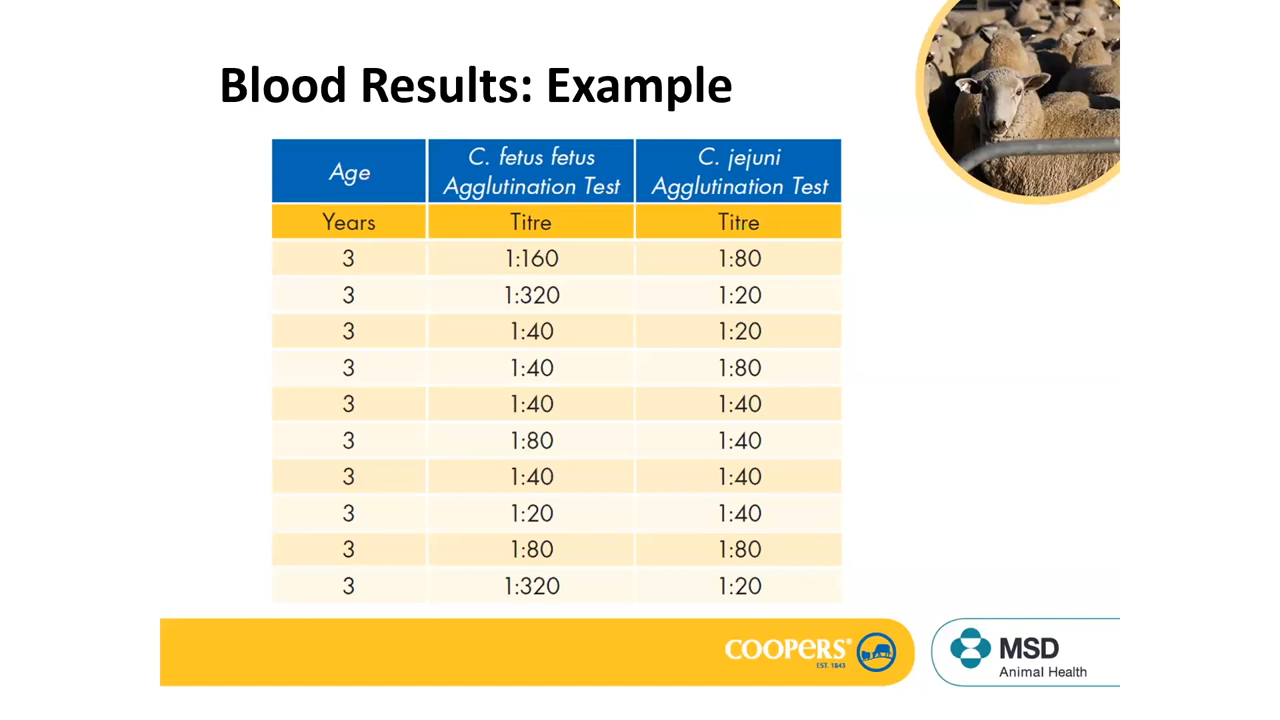 Blood Results: Example
Age
C. fetus fetus
Agglutination Test
C. jejuni
Agglutination Test
Years Titre Titre
3 1:160 1:80
3 1:320 1:20
3 1:40 1:20
3 1:40 1:80
3 1:40 1:40
3 1:80 1:40
3 1:40 1:40
3 1:20 1:40
3 1:80 1:80
3 1:320 1:20
COOPERS®
EST. 1843
MSD
Animal Health